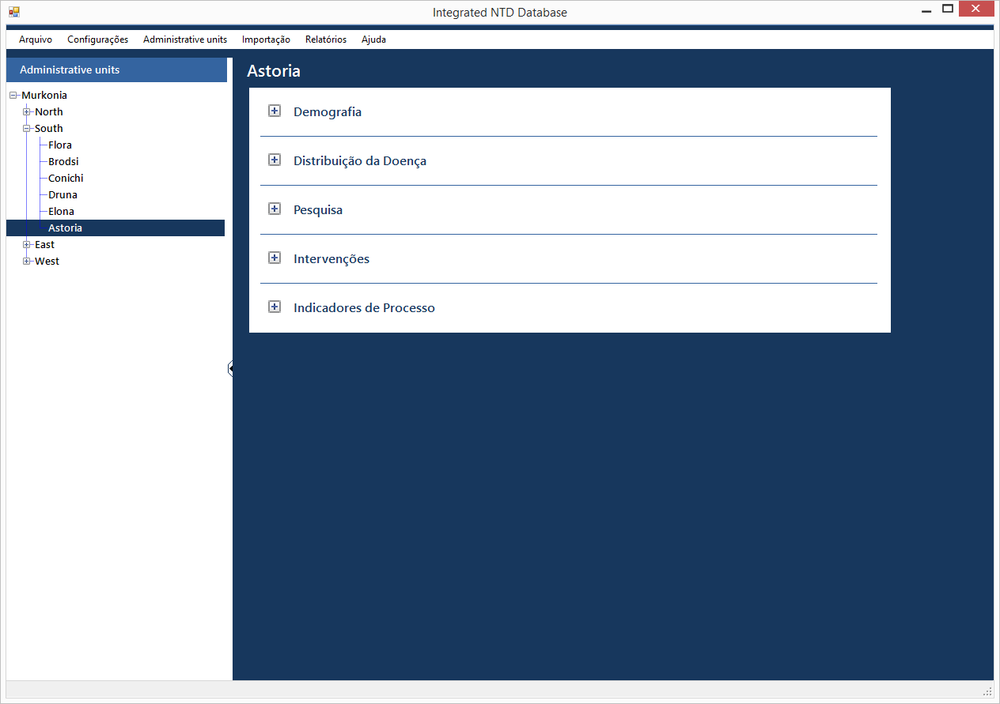 Integrated NTD Database
Arquivo Configurações Administrative units Importação Relatórios Ajuda
Administrative units
Murkonia
North
South
Flora
Brodsi
Conichi
Druna
Elona
Astoria
East
West
Astoria
Demografia
Distribuição da Doença
Pesquisa
Intervenções
Indicadores de Processo